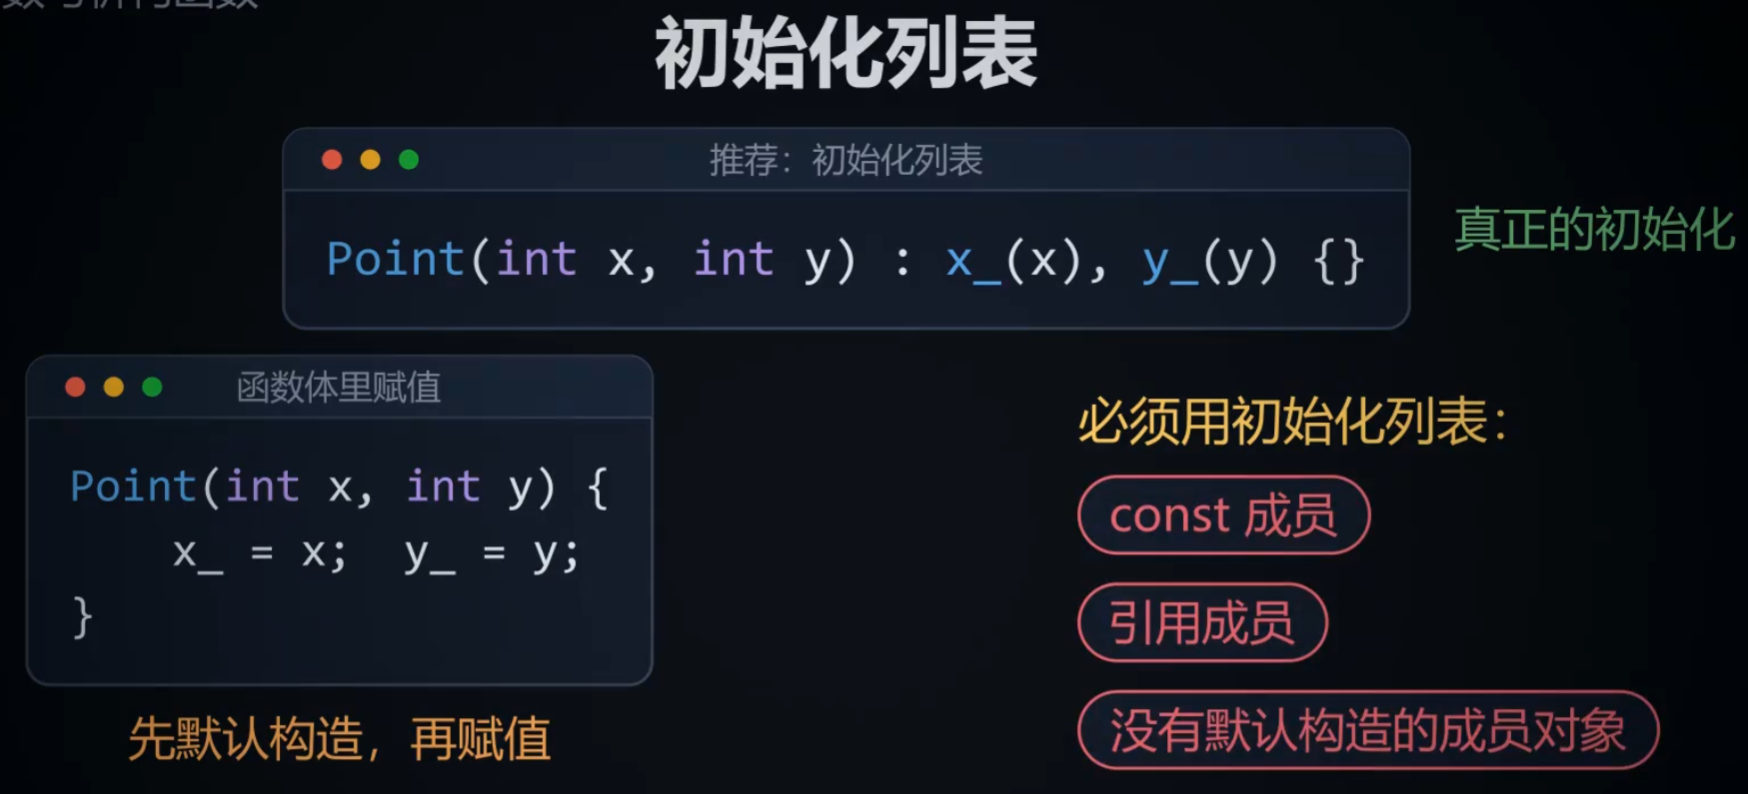 初始化列表
推荐：初始化列表
Point(int x, int y) : x_(x), y_(y) {}
真正的初始化
函数体里赋值
Point(int x, int y) {
x_ = x; y_ = y;
}
先默认构造，再赋值
必须用初始化列表：
const 成员
引用成员
没有默认构造的成员对象